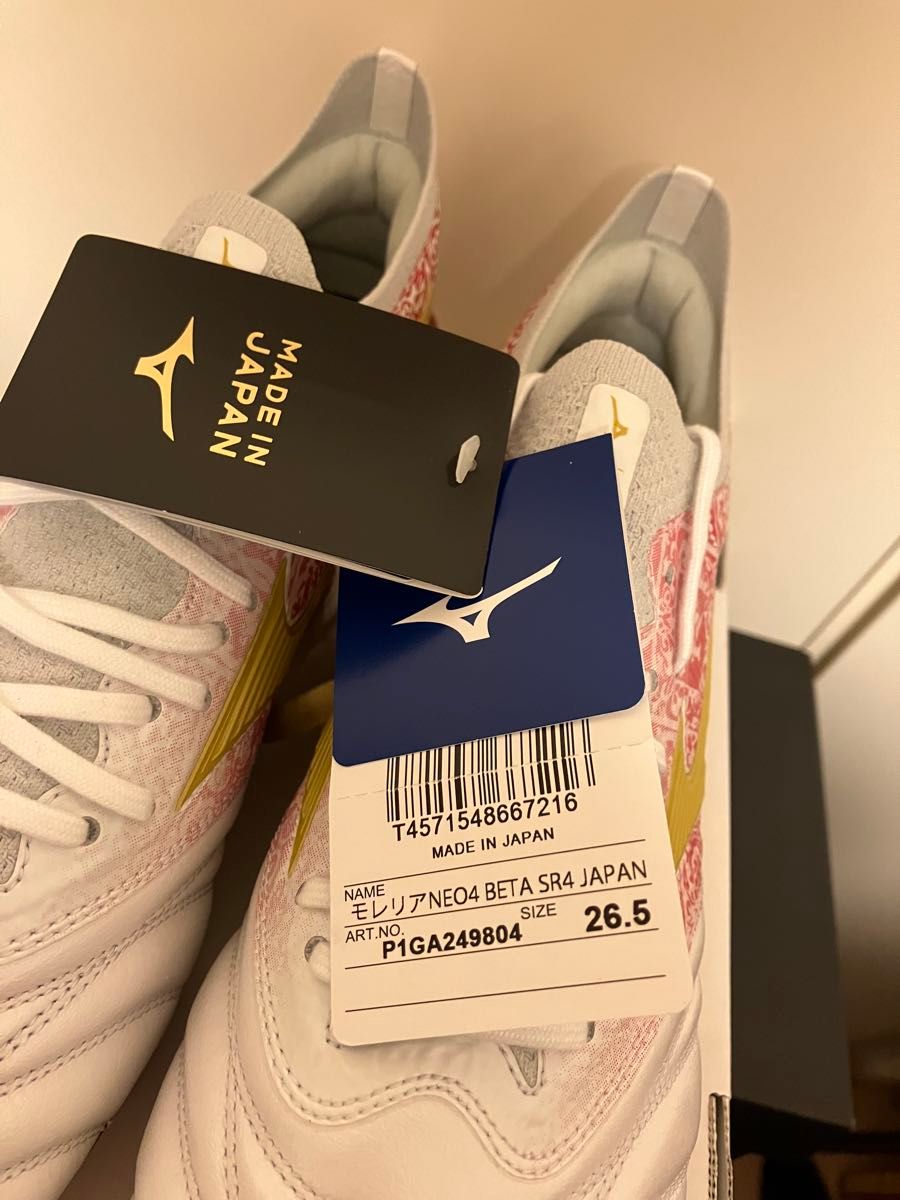 MADE IN
JAPAN
T4571548667216
MADE IN JAPAN
NAME
モレリアNEO4 BETA SR4 JAPAN
ART.NO. P1GA249804 SIZE 26.5